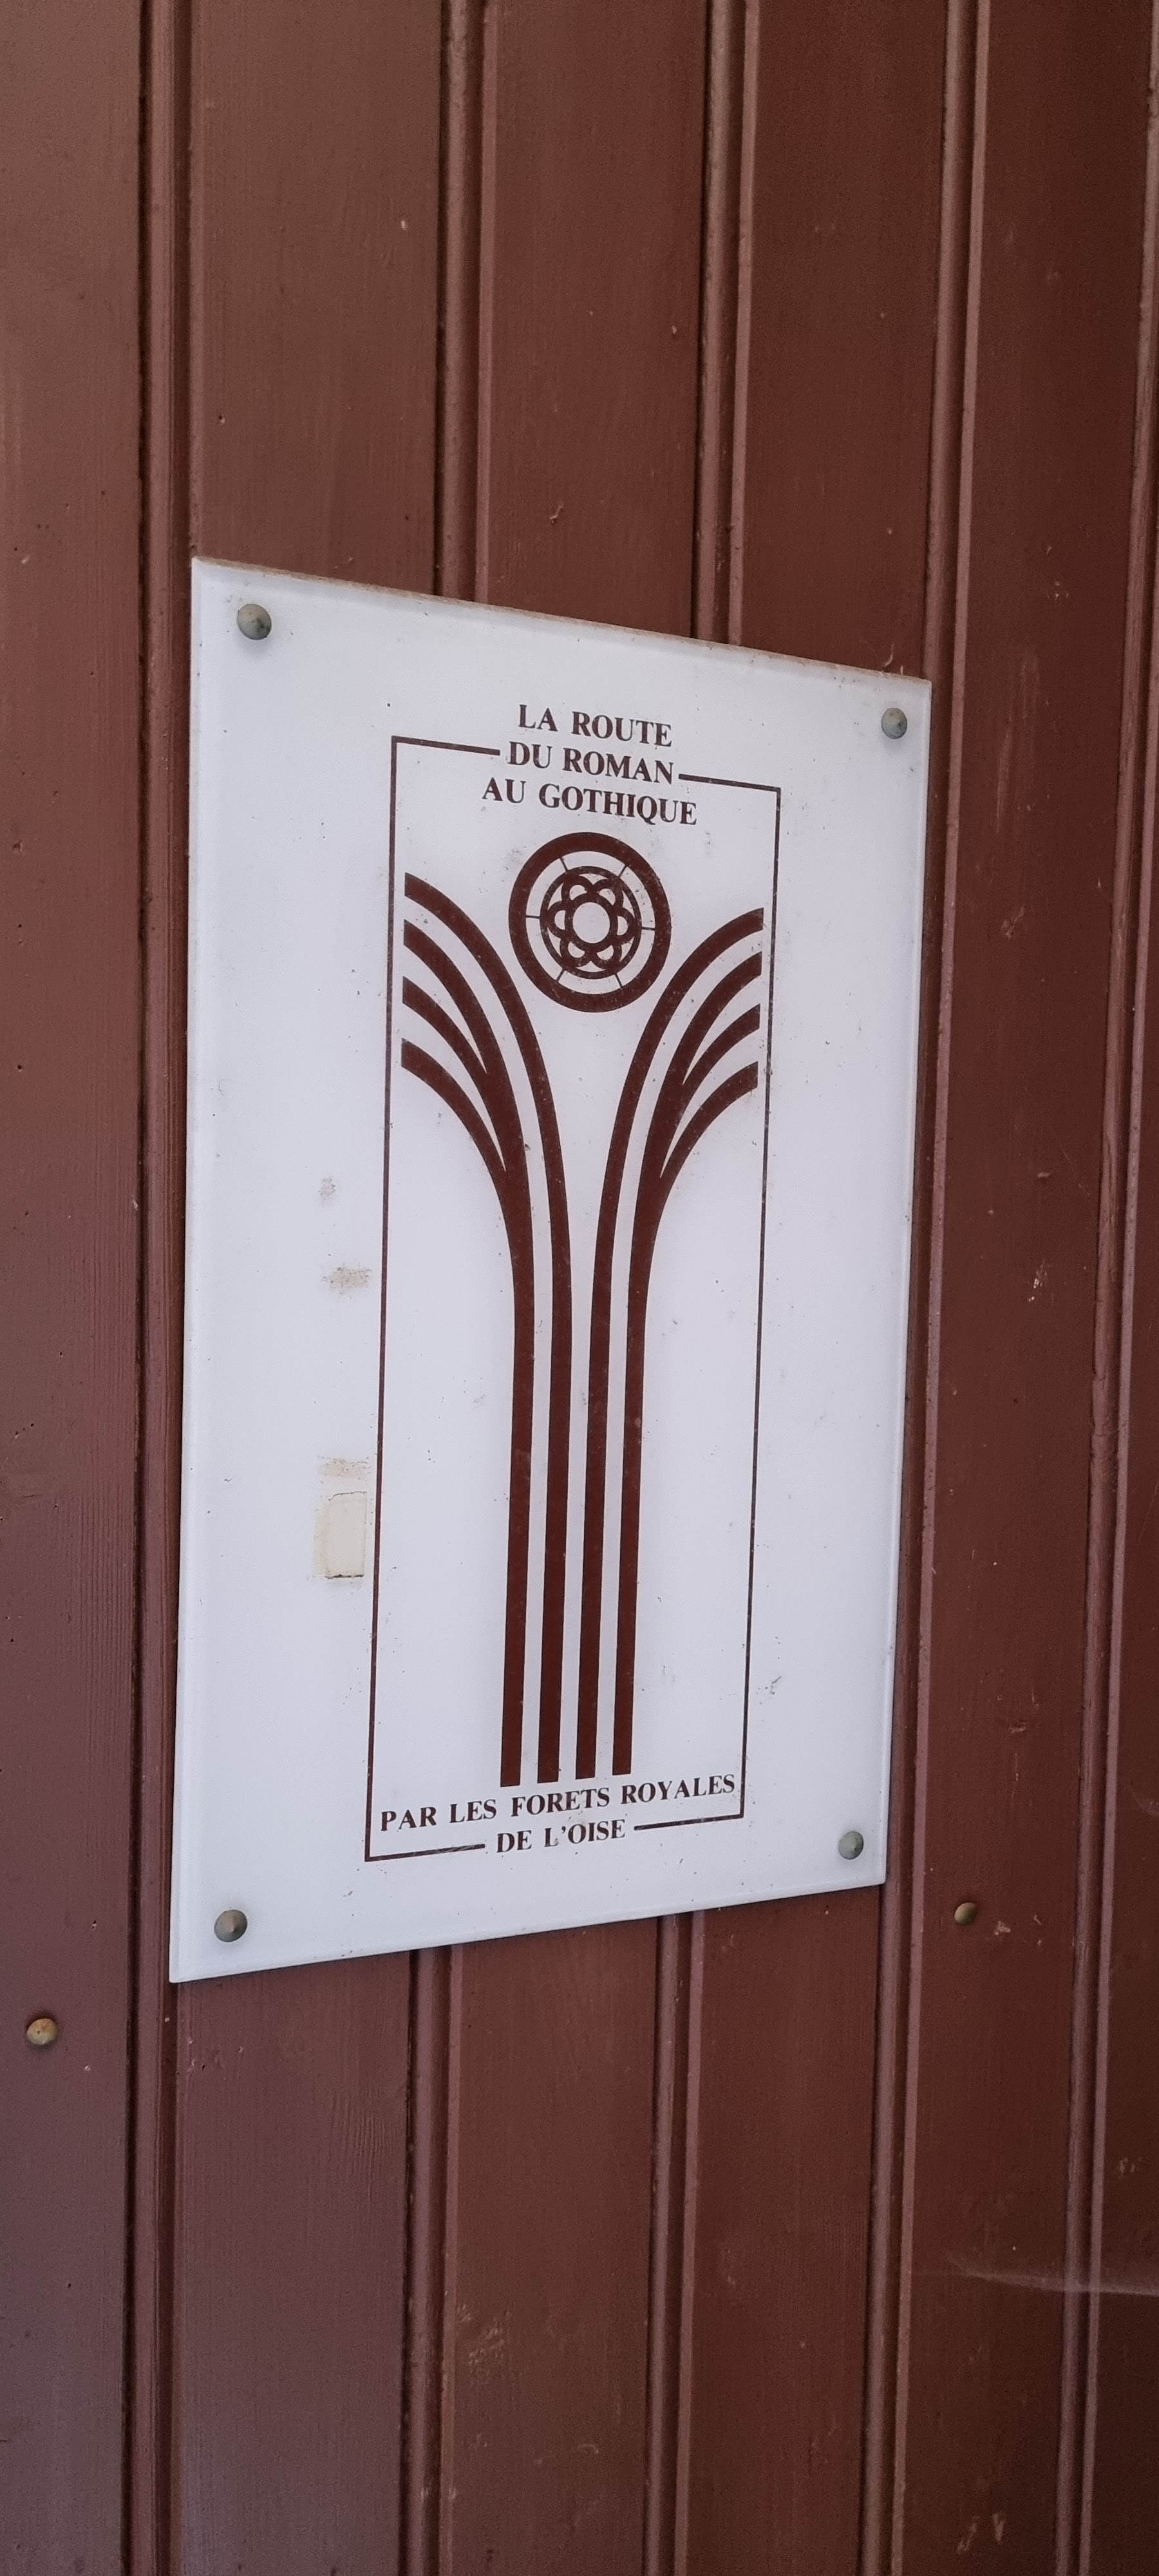 LA ROUTE
DU ROMAN
AU GOTHIQUE
PAR LES FORETS ROYALES
DE L'OISE